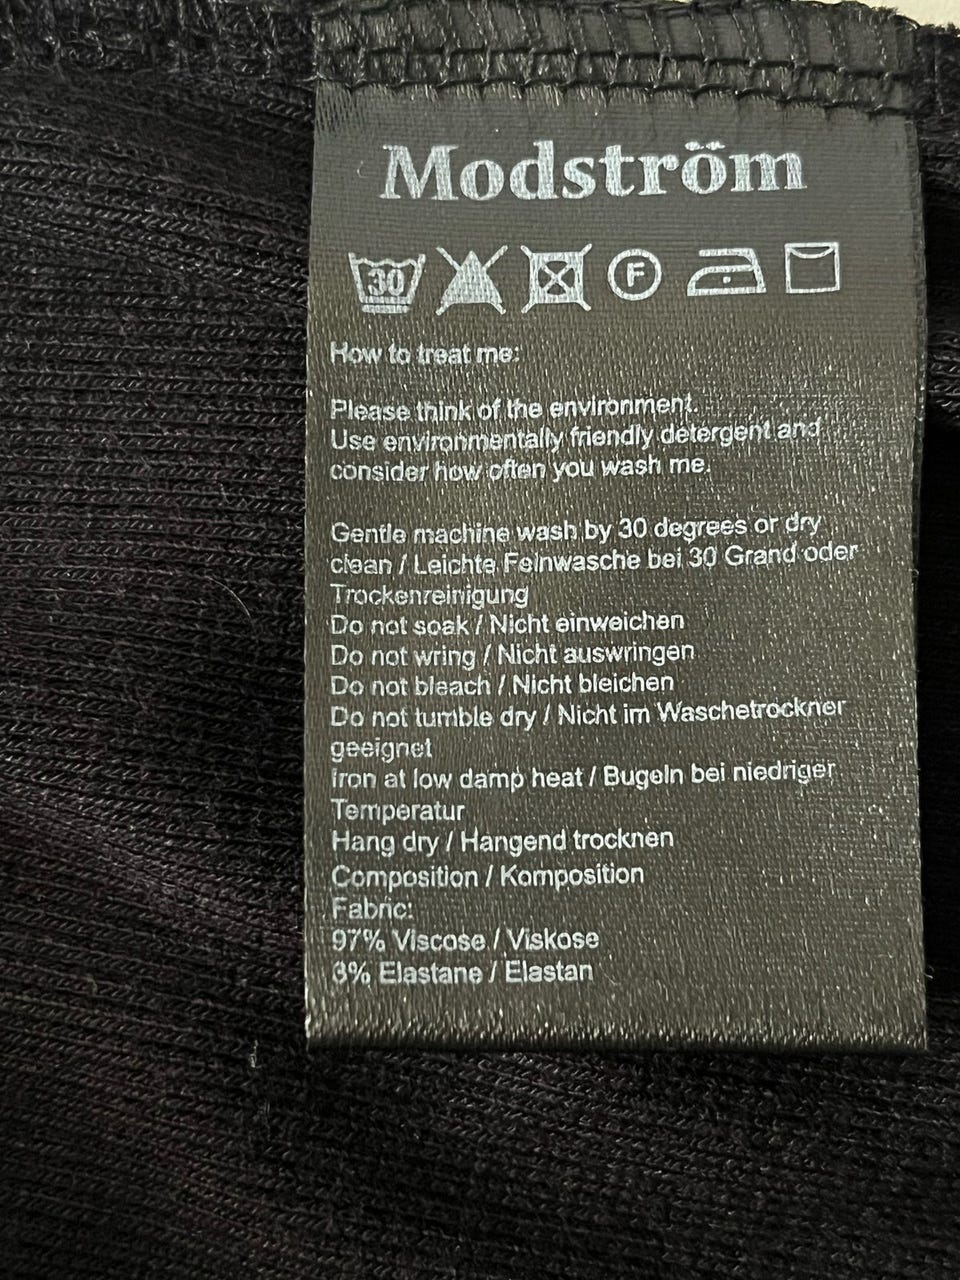 Modström
30 F
How to treat me:
Please think of the environment.
Use environmentally friendly detergent and
consider how often you wash me.
Gentle machine wash by 30 degrees or dry
clean / Leichte Feinwasche bei 30 Grand oder
Trockenreinigung
Do not soak / Nicht einweichen
Do not wring / Nicht auswringen
Do not bleach / Nicht bleichen
Do not tumble dry / Nicht im Waschetrockner
geeignet
Iron at low damp heat / Bugeln bei niedriger
Temperatur
Hang dry / Hangend trocknen
Composition / Komposition
Fabric:
97% Viscose / Viskose
3% Elastane / Elastan